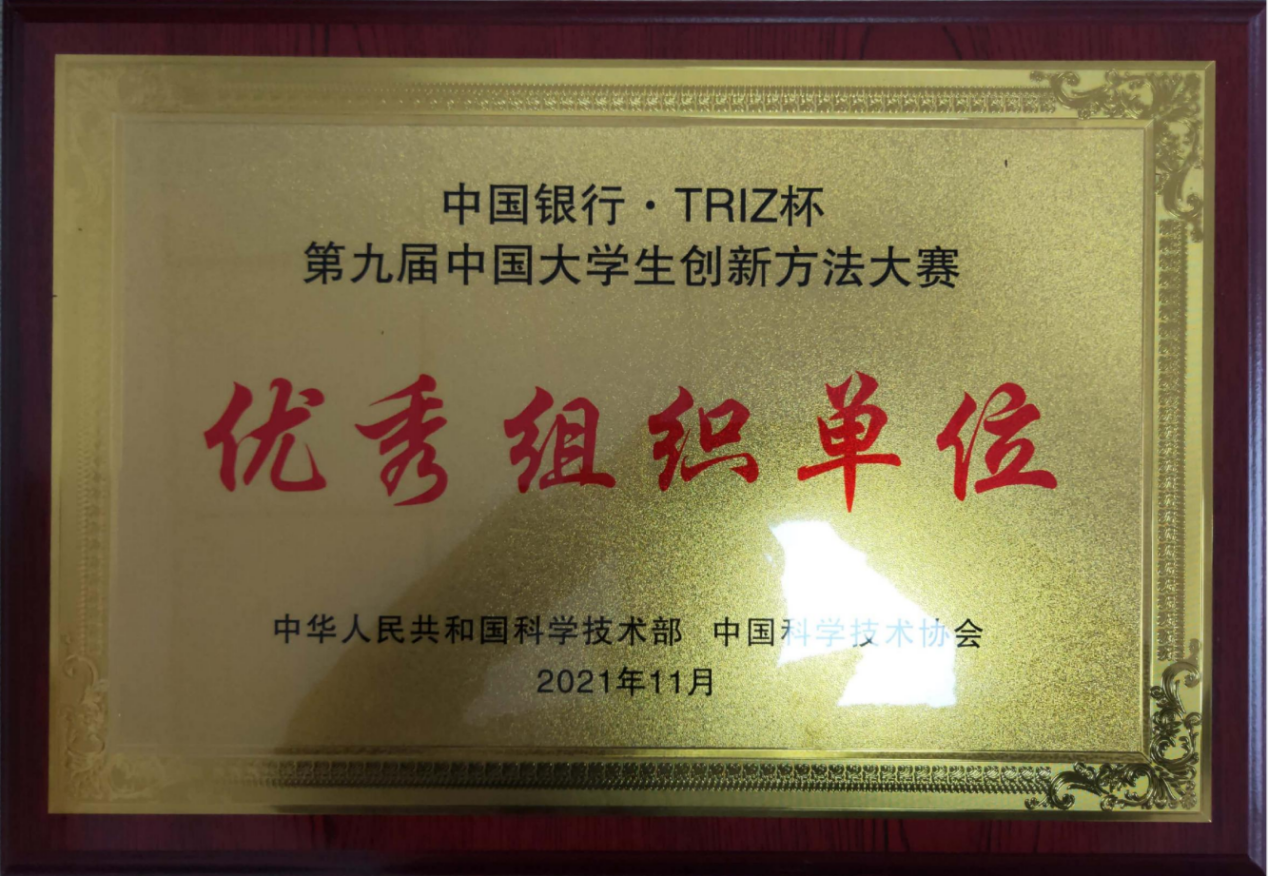 中国银行·TRIZ杯
第九届中国大学生创新方法大赛
优秀组织单位
中华人民共和国科学技术部 中国科学技术协会
2021年11月